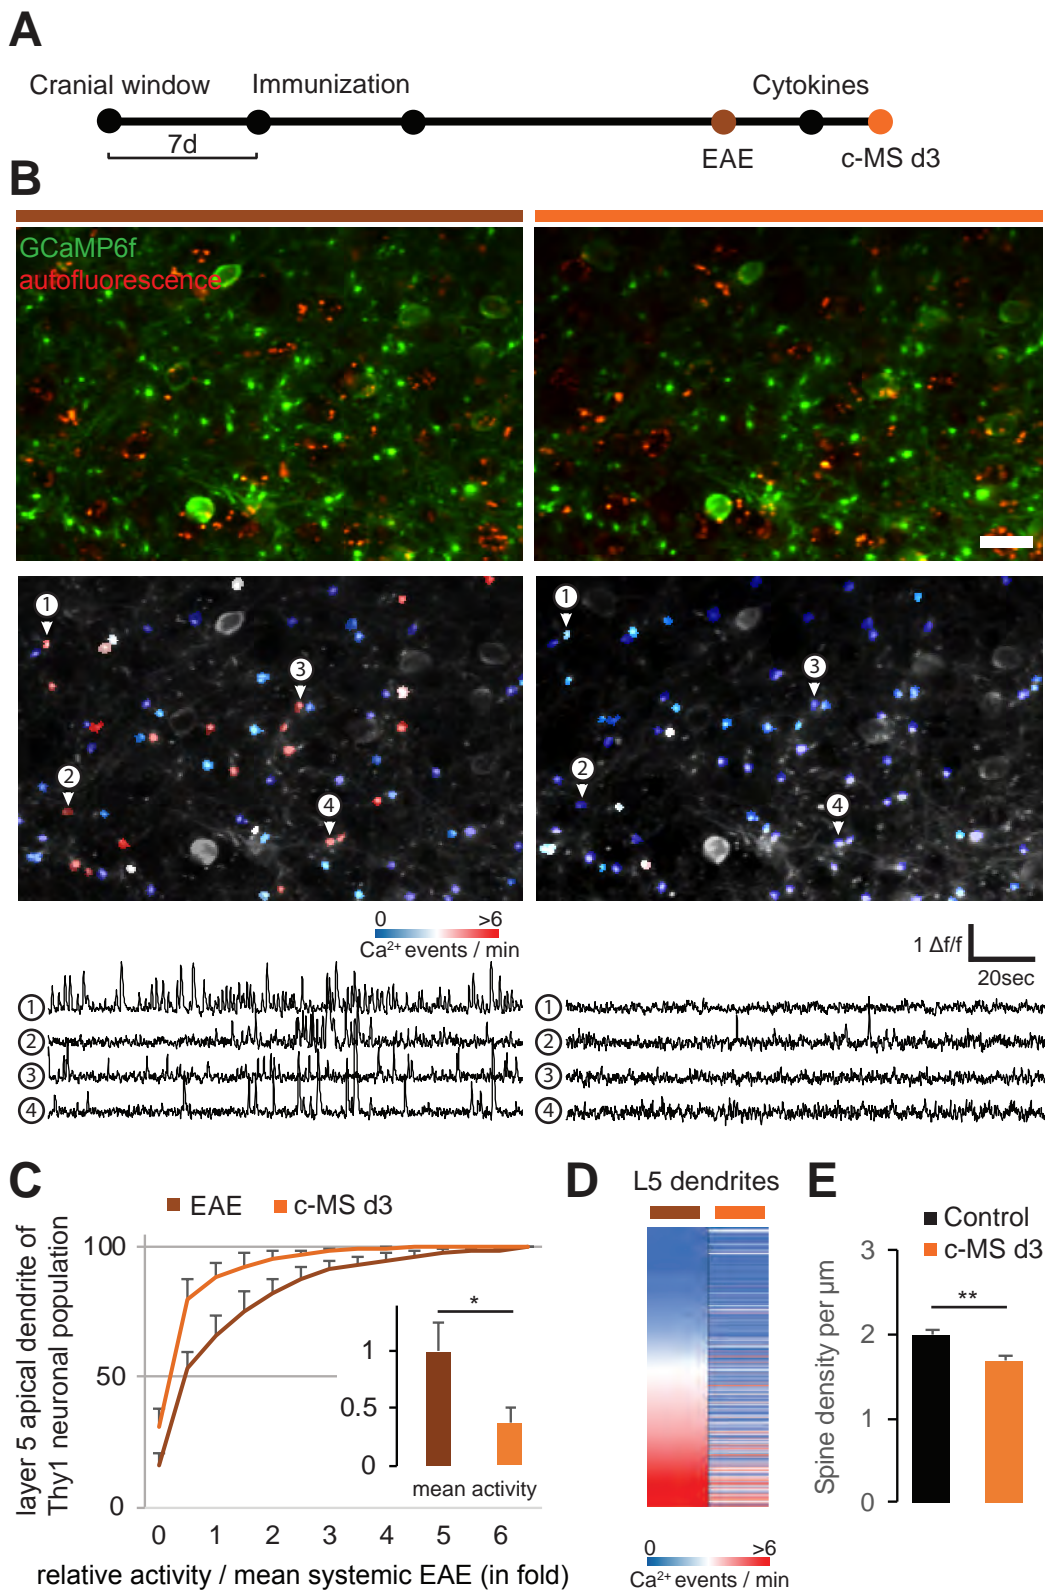 A
Cranial window
Immunization
Cytokines
7d
EAE
c-MS d3
B
GCaMP6f
autofluorescence
1
3
2
4
1
3
2
4
0 >6
Ca2+ events / min
1 Δf/f
20sec
1
2
3
4
1
2
3
4
C
EAE
c-MS d3
layer 5 apical dendrite of
Thy1 neuronal population
100
50
0
0 1 2 3 4 5 6
relative activity / mean systemic EAE (in fold)
*
1
0.5
0
mean activity
D
L5 dendrites
0 >6
Ca2+ events / min
E
Control
c-MS d3
Spine density per µm
3
2
1
0
**